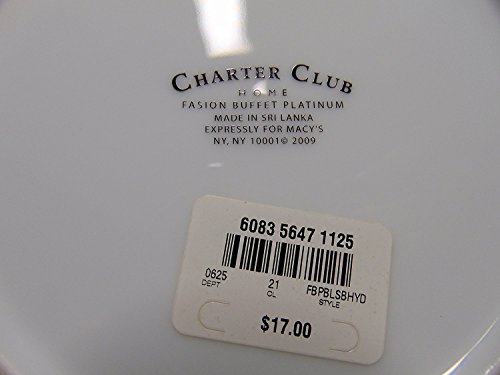 CHARTER CLUB
HOME
FASION BUFFET PLATINUM
MADE IN SRI LANKA
EXPRESSLY FOR MACY'S
NY, NY 10001© 2009
6083 5647 1125
0625 21 FBPBLSBHYD
DEPT CL STYLE
$17.00